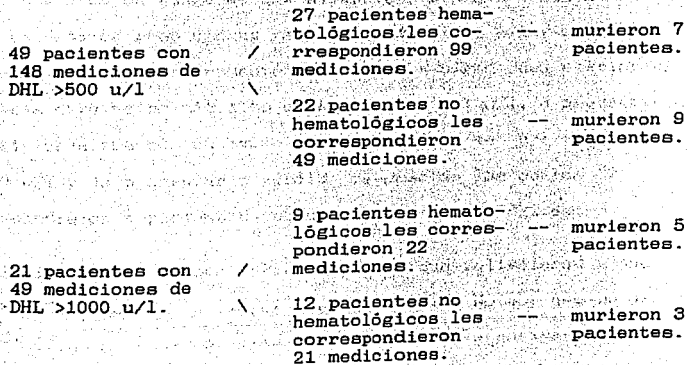 49 pacientes con
148 mediciones de
DHL >500 u/l
/
\
27 pacientes hema-
tológicos les co-
rrespondieron 99
mediciones.
-- murieron 7
pacientes.
22 pacientes no
hematológicos les
correspondieron
49 mediciones.
-- murieron 9
pacientes.
21 pacientes con
49 mediciones de
DHL >1000 u/l.
/
\
9 pacientes hemato-
lógicos les corres-
pondieron 22
mediciones.
-- murieron 5
pacientes.
12 pacientes no
hematológicos les
correspondieron
21 mediciones.
-- murieron 3
pacientes.